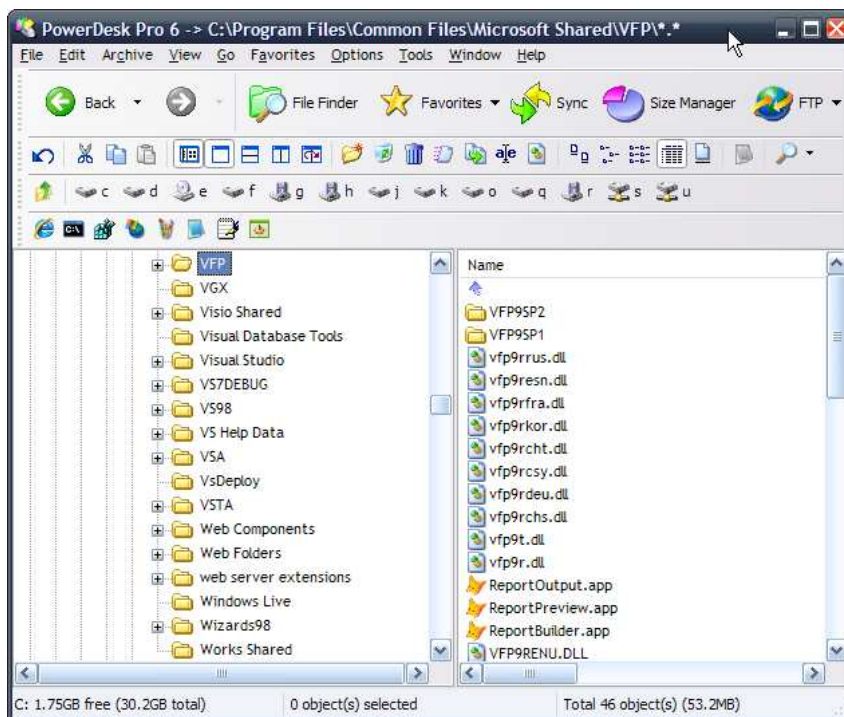 PowerDesk Pro 6 -> C:\Program Files\Common Files\Microsoft Shared\VFP\*.*
File Edit Archive View Go Favorites Options Tools Window Help
Back File Finder Favorites Sync Size Manager FTP
c d e f g h j k o q r s u
C:\
VFP
VGX
Visio Shared
Visual Database Tools
Visual Studio
VS7DEBUG
VS98
VS Help Data
VSA
VsDeploy
VSTA
Web Components
Web Folders
web server extensions
Windows Live
Wizards98
Works Shared
Name
VFP9SP2
VFP9SP1
vfp9rrus.dll
vfp9resn.dll
vfp9rfra.dll
vfp9rkor.dll
vfp9rcht.dll
vfp9rcsy.dll
vfp9rdeu.dll
vfp9rchs.dll
vfp9t.dll
vfp9r.dll
ReportOutput.app
ReportPreview.app
ReportBuilder.app
VFP9RENU.DLL
C: 1.75GB free (30.2GB total) 0 object(s) selected Total 46 object(s) (53.2MB)